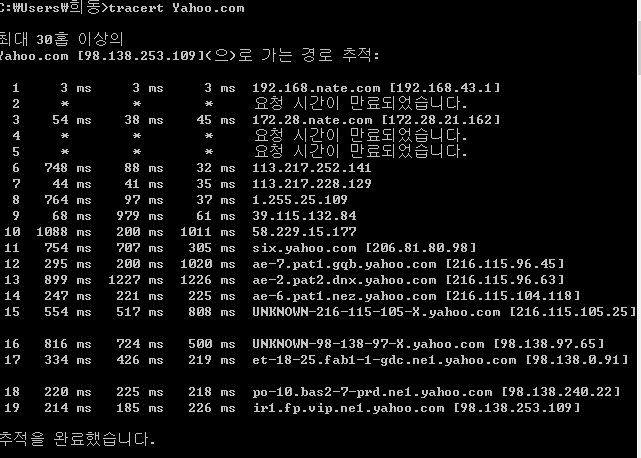 C:\Users\희동>tracert Yahoo.com
최대 30홉 이상의
Yahoo.com [98.138.253.109](으)로 가는 경로 추적:
1 3 ms 3 ms 3 ms 192.168.nate.com [192.168.43.1]
2 * * * 요청 시간이 만료되었습니다.
3 54 ms 38 ms 45 ms 172.28.nate.com [172.28.21.162]
4 * * * 요청 시간이 만료되었습니다.
5 * * * 요청 시간이 만료되었습니다.
6 748 ms 88 ms 32 ms 113.217.252.141
7 44 ms 41 ms 35 ms 113.217.228.129
8 764 ms 97 ms 37 ms 1.255.25.109
9 68 ms 979 ms 61 ms 39.115.132.84
10 1088 ms 200 ms 1011 ms 58.229.15.177
11 754 ms 707 ms 305 ms six.yahoo.com [206.81.80.98]
12 295 ms 200 ms 1020 ms ae-7.pat1.gqb.yahoo.com [216.115.96.45]
13 899 ms 1227 ms 1226 ms ae-2.pat2.dnx.yahoo.com [216.115.96.63]
14 247 ms 221 ms 225 ms ae-6.pat1.nez.yahoo.com [216.115.104.118]
15 554 ms 517 ms 808 ms UNKNOWN-216-115-105-X.yahoo.com [216.115.105.25]
16 816 ms 724 ms 500 ms UNKNOWN-98-138-97-X.yahoo.com [98.138.97.65]
17 334 ms 426 ms 219 ms et-18-25.fab1-1-gdc.ne1.yahoo.com [98.138.0.91]
18 220 ms 225 ms 218 ms po-10.bas2-7-prd.ne1.yahoo.com [98.138.240.22]
19 214 ms 185 ms 226 ms ir1.fp.vip.ne1.yahoo.com [98.138.253.109]
추적을 완료했습니다.